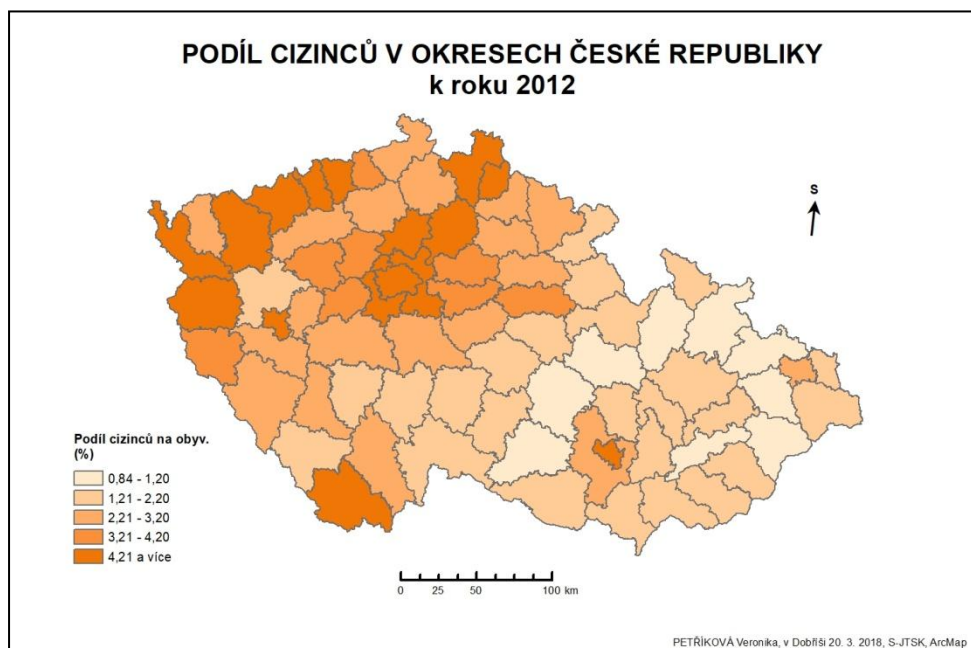 PODÍL CIZINCŮ V OKRESECH ČESKÉ REPUBLIKY
k roku 2012
S
Podíl cizinců na obyv.
(%)
0,84 - 1,20
1,21 - 2,20
2,21 - 3,20
3,21 - 4,20
4,21 a více
0 25 50 100 km
PETŘÍKOVÁ Veronika, v Dobříši 20. 3. 2018, S-JTSK, ArcMap